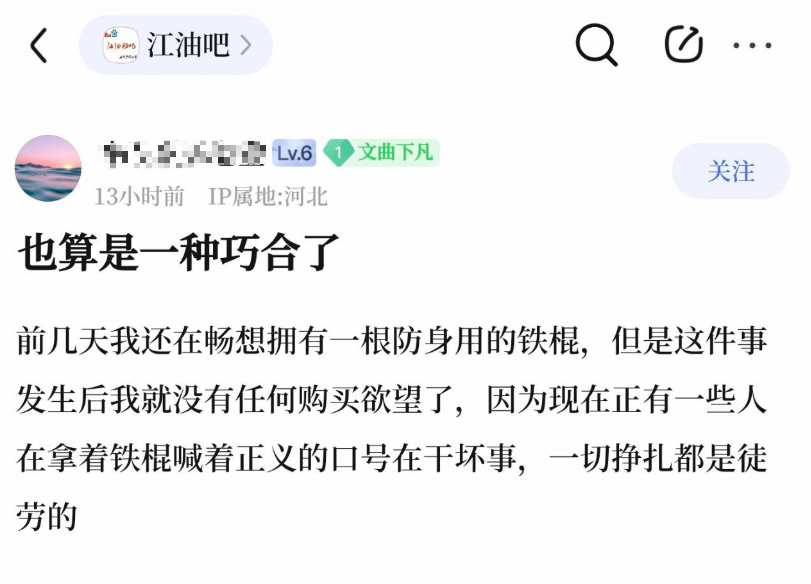 江油吧
Lv.6
1 文曲下凡
13小时前 IP属地:河北
关注
也算是一种巧合了
前几天我还在畅想拥有一根防身用的铁棍，但是这件事
发生后我就没有任何购买欲望了，因为现在正有一些人
在拿着铁棍喊着正义的口号在干坏事，一切挣扎都是徒
劳的